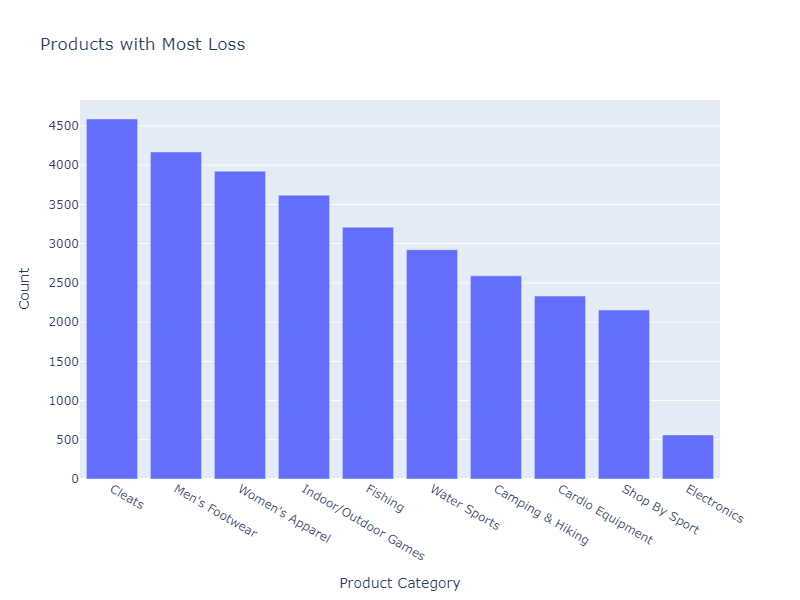 Products with Most Loss
4500
4000
3500
3000
2500
2000
1500
1000
500
0
Count
Cleats
Men's Footwear
Women's Apparel
Indoor/Outdoor Games
Fishing
Water Sports
Camping & Hiking
Cardio Equipment
Shop By Sport
Electronics
Product Category